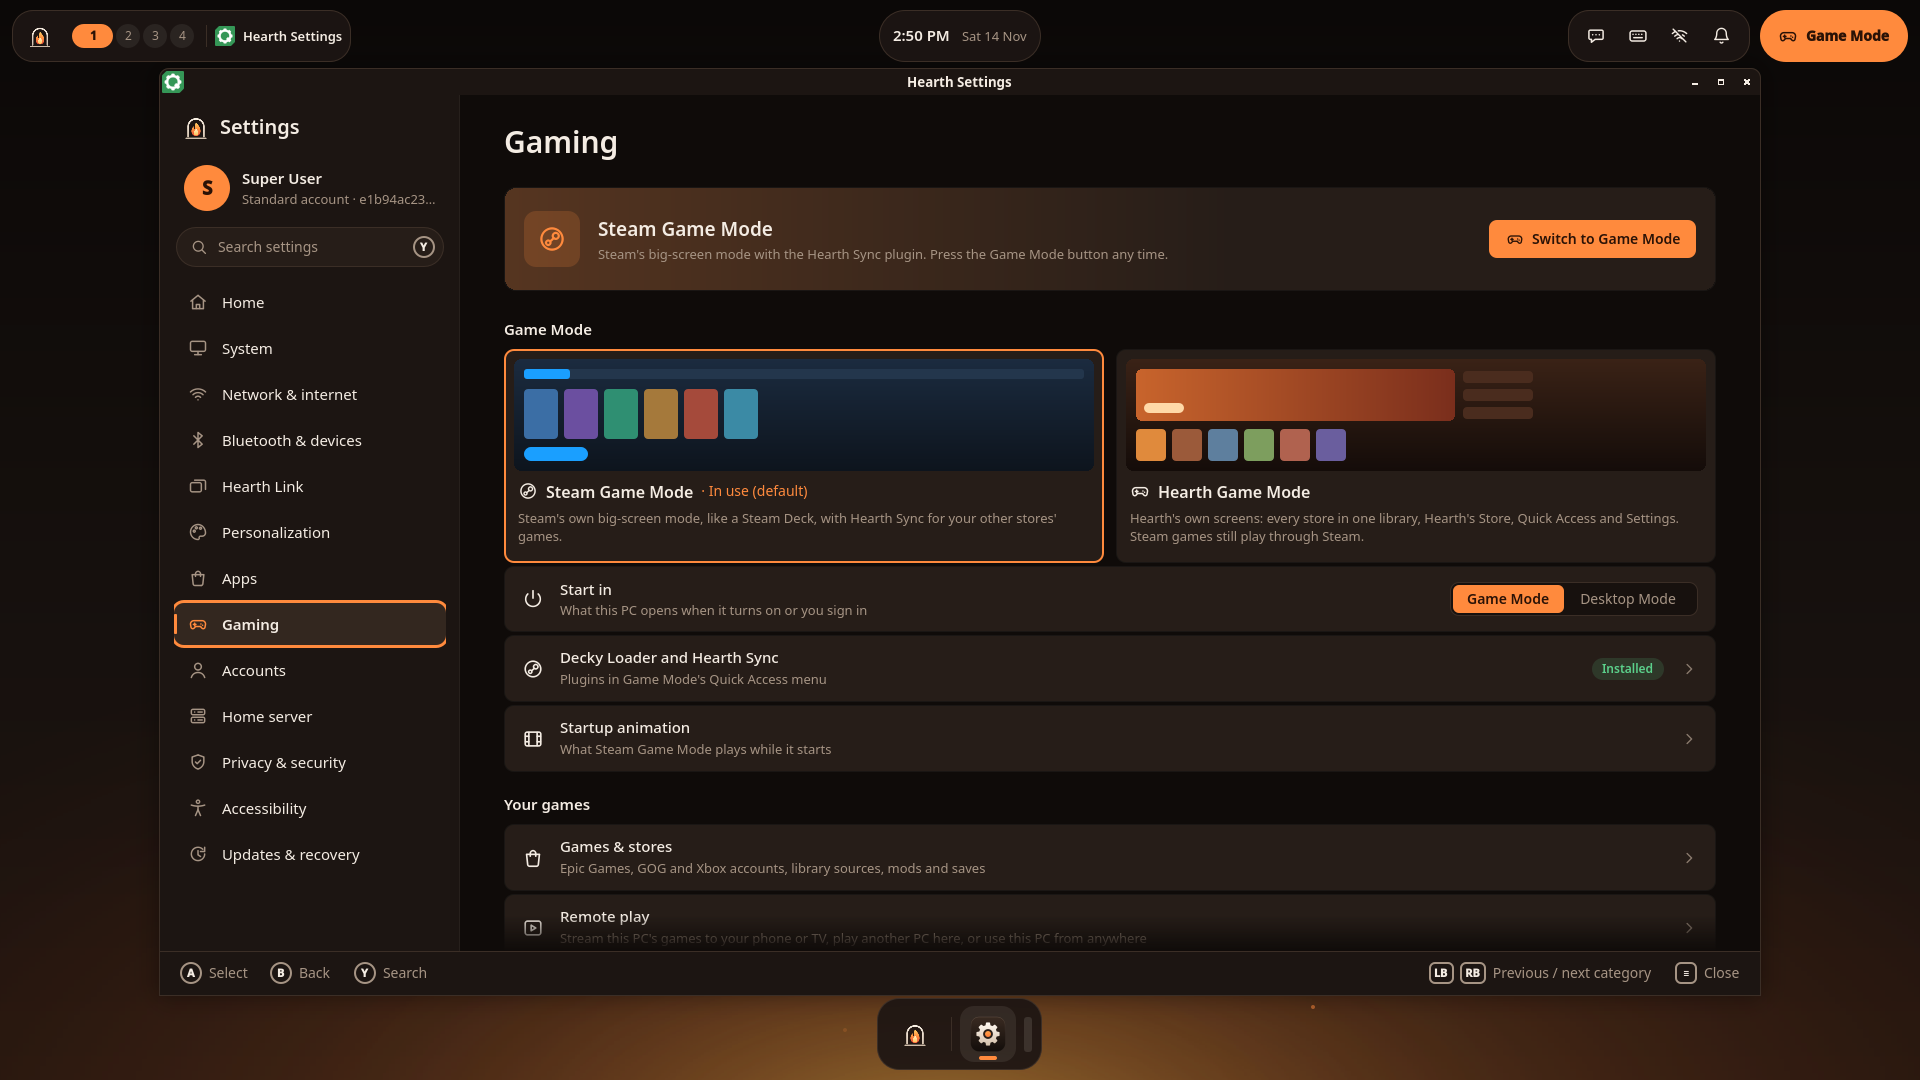 1 2 3 4 Hearth Settings
2:50 PM Sat 14 Nov
Game Mode
Hearth Settings
Settings
S
Super User
Standard account · e1b94ac23...
Search settings Y
Home
System
Network & internet
Bluetooth & devices
Hearth Link
Personalization
Apps
Gaming
Accounts
Home server
Privacy & security
Accessibility
Updates & recovery
Gaming
Steam Game Mode
Steam's big-screen mode with the Hearth Sync plugin. Press the Game Mode button any time.
Switch to Game Mode
Game Mode
Steam Game Mode · In use (default)
Steam's own big-screen mode, like a Steam Deck, with Hearth Sync for your other stores'
games.
Hearth Game Mode
Hearth's own screens: every store in one library, Hearth's Store, Quick Access and Settings.
Steam games still play through Steam.
Start in
What this PC opens when it turns on or you sign in
Game Mode Desktop Mode
Decky Loader and Hearth Sync
Plugins in Game Mode's Quick Access menu
Installed
Startup animation
What Steam Game Mode plays while it starts
Your games
Games & stores
Epic Games, GOG and Xbox accounts, library sources, mods and saves
Remote play
Stream this PC's games to your phone or TV, play another PC here, or use this PC from anywhere
A Select B Back Y Search
LB RB Previous / next category ≡ Close